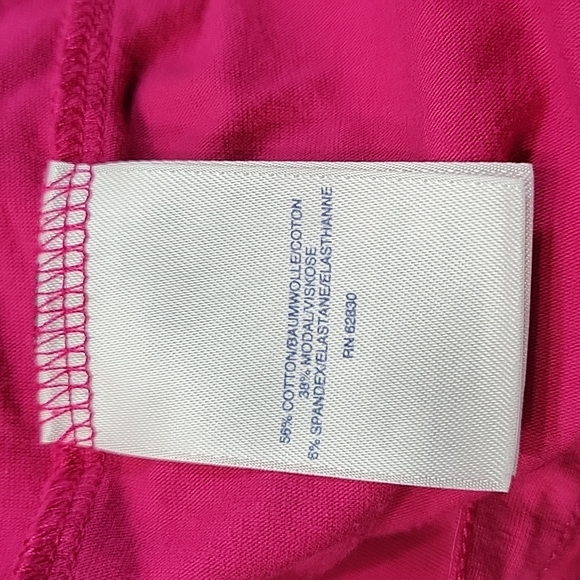 56% COTTON/BAUMWOLLE/COTON
38% MODAL/VISKOSE
6% SPANDEX/ELASTANE/ELASTHANNE
RN 62830